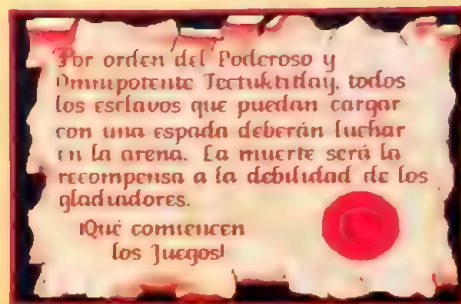 Por orden del Poderoso y
Omnipotente Tectuktitlay, todos
los esclavos que puedan cargar
con una espada deberán luchar
en la arena. La muerte será la
recompensa a la debilidad de los
gladiadores.
¡Que comiencen
los Juegos!